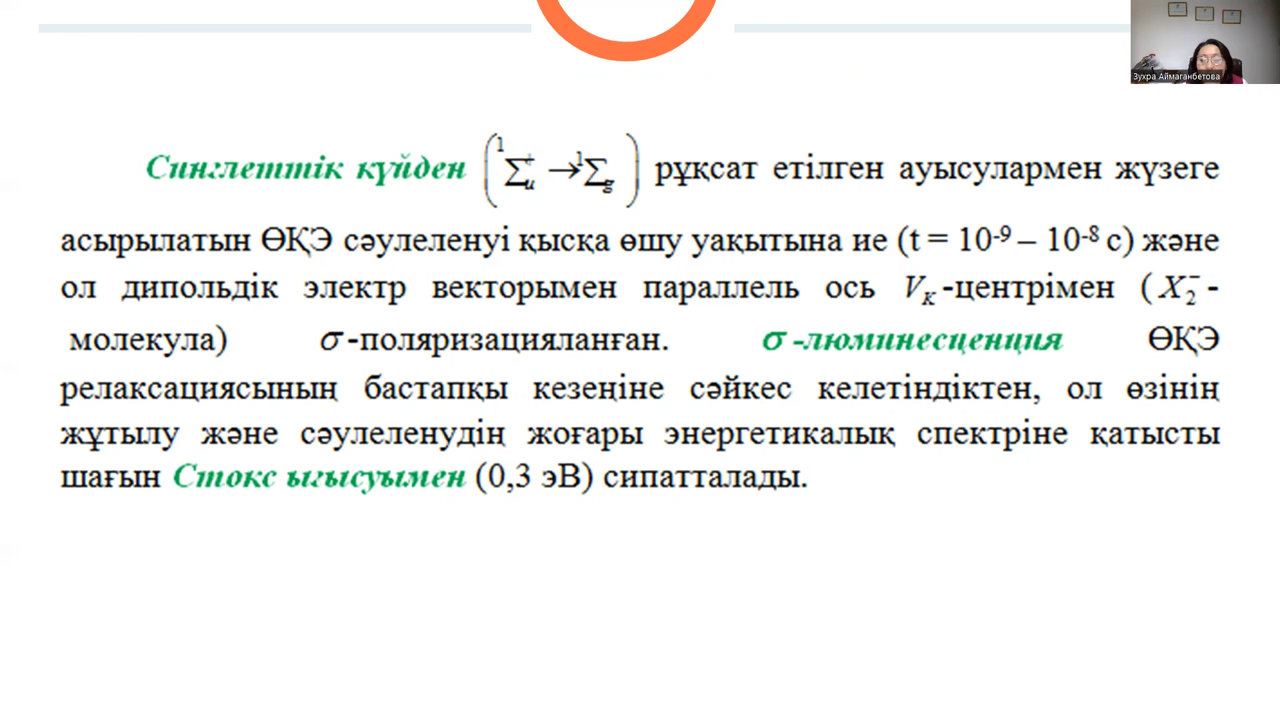 Зухра Аймаганбетова
Синглеттік күйден (¹Σᵤ⁺ →¹Σg) рұқсат етілген ауысулармен жүзеге
асырылатын ӨҚЭ сәулеленуі қысқа өшу уақытына ие (t = 10⁻⁹ – 10⁻⁸ с) және
ол дипольдік электр векторымен параллель ось V_K-центрімен (X₂⁻-
молекула) σ-поляризацияланған. σ-люминесценция ӨҚЭ
релаксациясының бастапқы кезеңіне сәйкес келетіндіктен, ол өзінің
жұтылу және сәулеленудің жоғары энергетикалық спектріне қатысты
шағын Стокс ығысуымен (0,3 эВ) сипатталады.